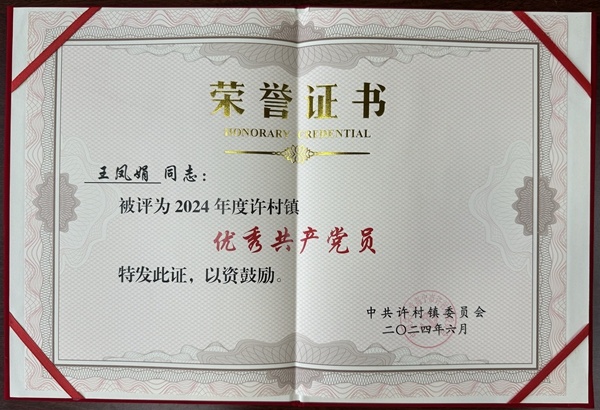 荣誉证书
HONORARY CREDENTIAL
王凤娟 同志：
被评为2024年度许村镇
优秀共产党员
特发此证，以资鼓励。
中共许村镇委员会
二〇二四年六月